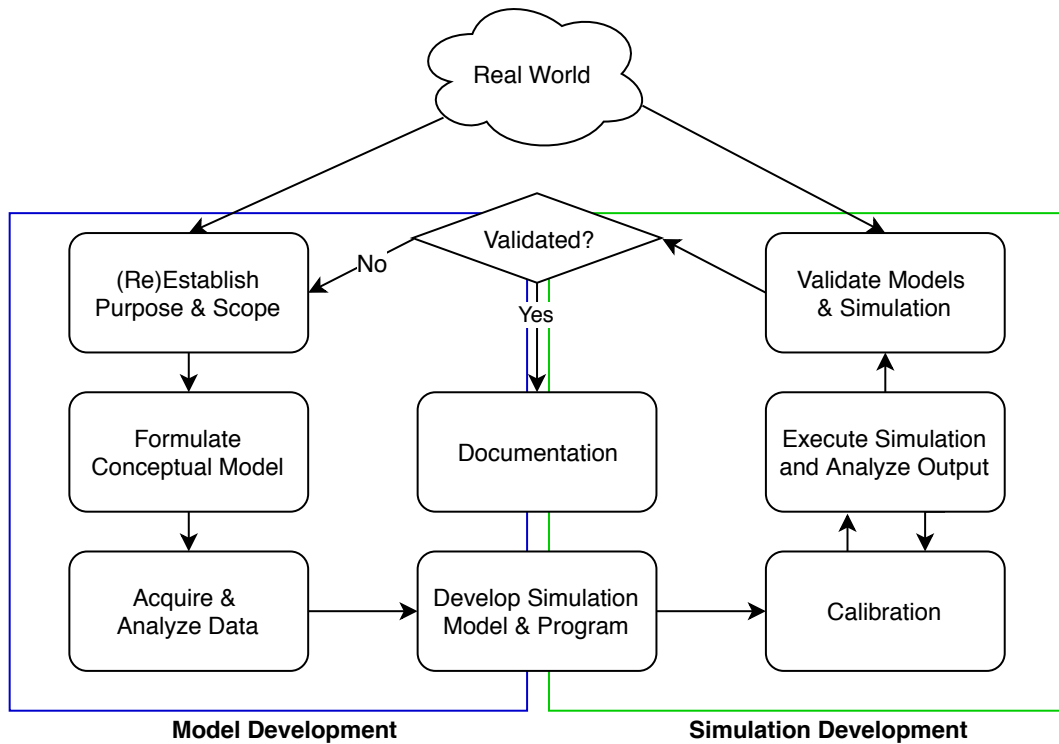 Real World
Validated?
(Re)Establish
Purpose & Scope
No
Validate Models
& Simulation
Yes
Formulate
Conceptual Model
Documentation
Execute Simulation
and Analyze Output
Acquire &
Analyze Data
Develop Simulation
Model & Program
Calibration
Model Development
Simulation Development